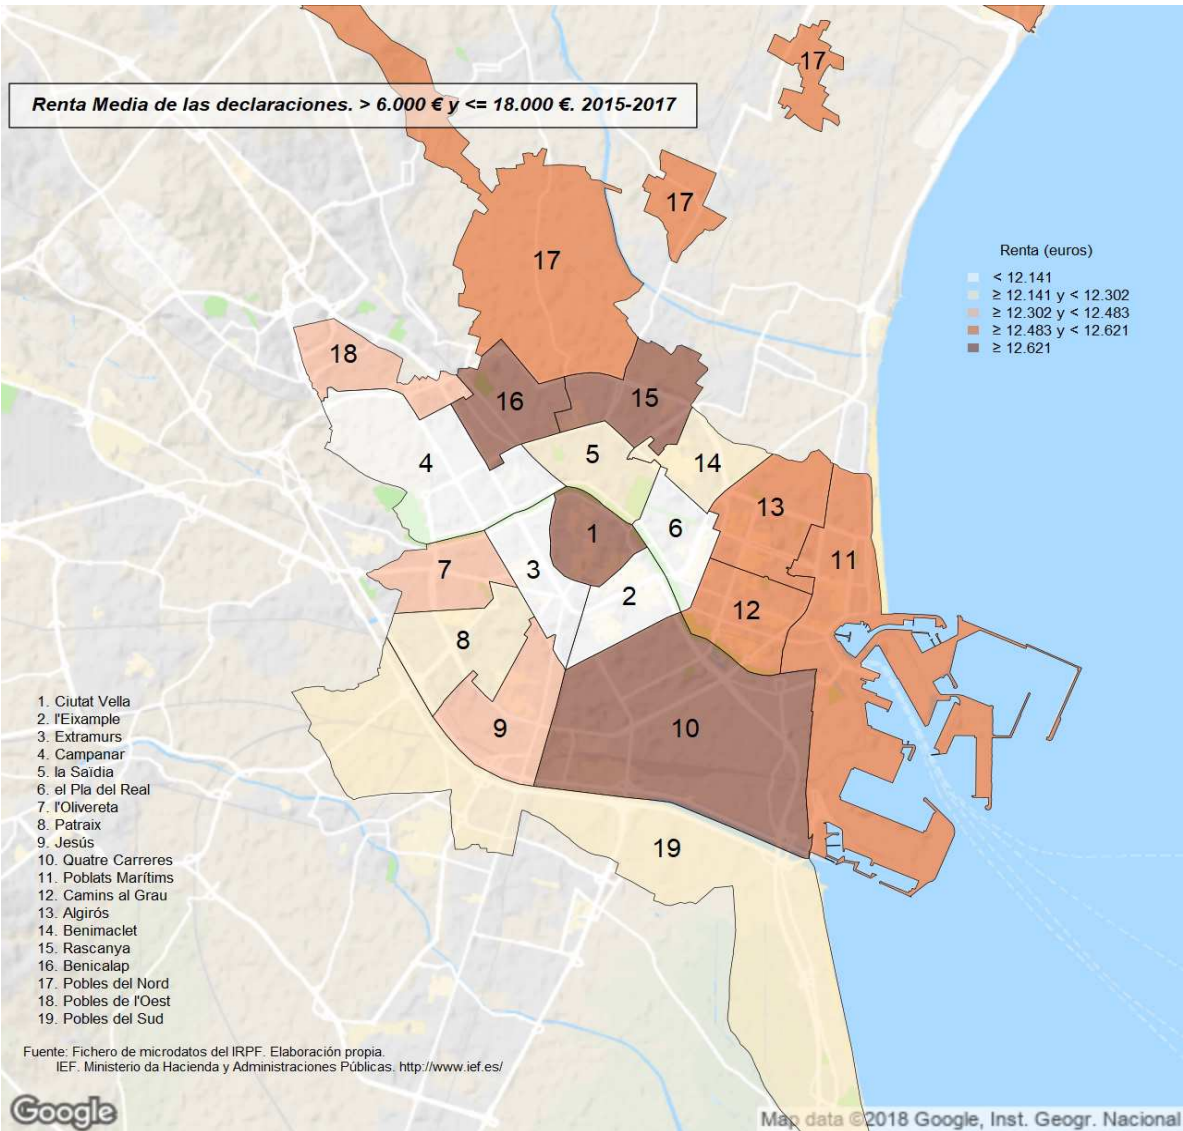 17
Renta Media de las declaraciones. > 6.000 € y <= 18.000 €. 2015-2017
17
17
Renta (euros)
< 12.141
≥ 12.141 y < 12.302
≥ 12.302 y < 12.483
≥ 12.483 y < 12.621
≥ 12.621
18
16
15
4
5
14
13
6
1
11
7
3
2
12
8
9
10
19
1. Ciutat Vella
2. l'Eixample
3. Extramurs
4. Campanar
5. la Saïdia
6. el Pla del Real
7. l'Olivereta
8. Patraix
9. Jesús
10. Quatre Carreres
11. Poblats Marítims
12. Camins al Grau
13. Algirós
14. Benimaclet
15. Rascanya
16. Benicalap
17. Pobles del Nord
18. Pobles de l'Oest
19. Pobles del Sud
Fuente: Fichero de microdatos del IRPF. Elaboración propia.
IEF. Ministerio da Hacienda y Administraciones Públicas. http://www.ief.es/
Google
Map data ©2018 Google, Inst. Geogr. Nacional